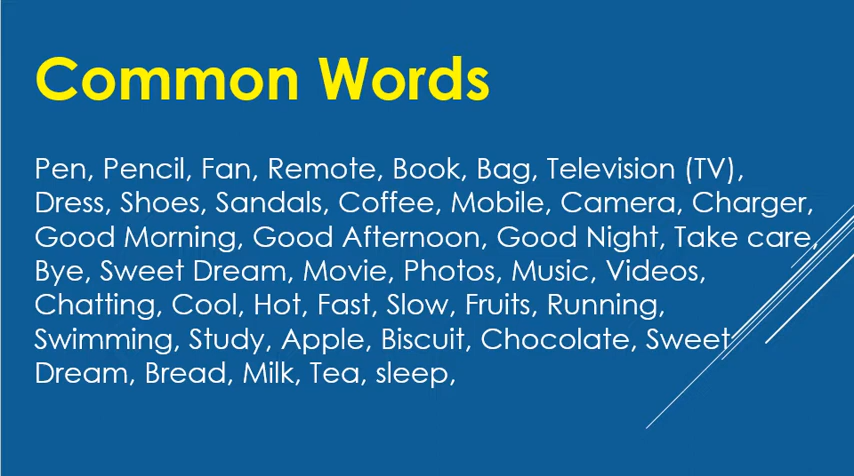 Common Words
Pen, Pencil, Fan, Remote, Book, Bag, Television (TV),
Dress, Shoes, Sandals, Coffee, Mobile, Camera, Charger,
Good Morning, Good Afternoon, Good Night, Take care,
Bye, Sweet Dream, Movie, Photos, Music, Videos,
Chatting, Cool, Hot, Fast, Slow, Fruits, Running,
Swimming, Study, Apple, Biscuit, Chocolate, Sweet
Dream, Bread, Milk, Tea, sleep,